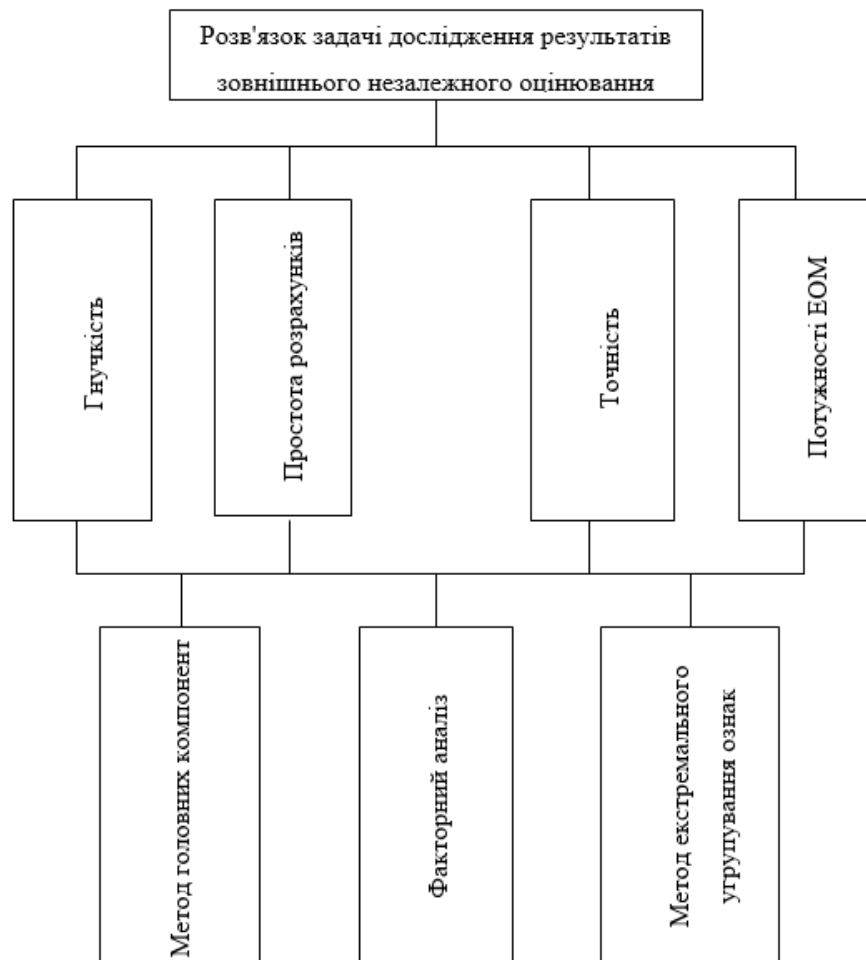 Розв'язок задачі дослідження результатів
зовнішнього незалежного оцінювання
Гнучкість
Простота розрахунків
Точність
Потужності ЕОМ
Метод головних компонент
Факторний аналіз
Метод екстремального
угрупування ознак